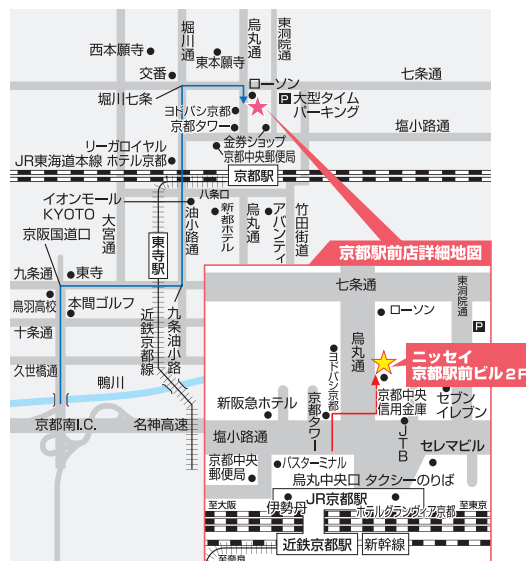 堀川通
烏丸通
東洞院通
西本願寺
東本願寺
交番
七条通
堀川七条
ローソン
P 大型タイム
パーキング
ヨドバシ京都
京都タワー
塩小路通
金券ショップ
京都中央郵便局
リーガロイヤル
ホテル京都
JR東海道本線
京都駅
八条口
イオンモール
KYOTO
油小路通
新都ホテル
烏丸通
アバンティ
竹田街道
大宮通
京阪国道口
東寺駅
九条通
東寺
鳥羽高校
本間ゴルフ
十条通
近鉄京都線
九条油小路
久世橋通
鴨川
京都南I.C.
名神高速
京都駅前店詳細地図
七条通
東洞院通
ローソン
P
烏丸通
ニッセイ
京都駅前ビル2F
ヨドバシ京都
京都中央
信用金庫
セブン
イレブン
新阪急ホテル
京都タワー
JTB
塩小路通
セレマビル
京都中央
郵便局
バスターミナル
烏丸中央口
タクシーのりば
JR京都駅
至大阪
伊勢丹
ホテルグランヴィア京都
至東京
近鉄京都駅
新幹線
至奈良